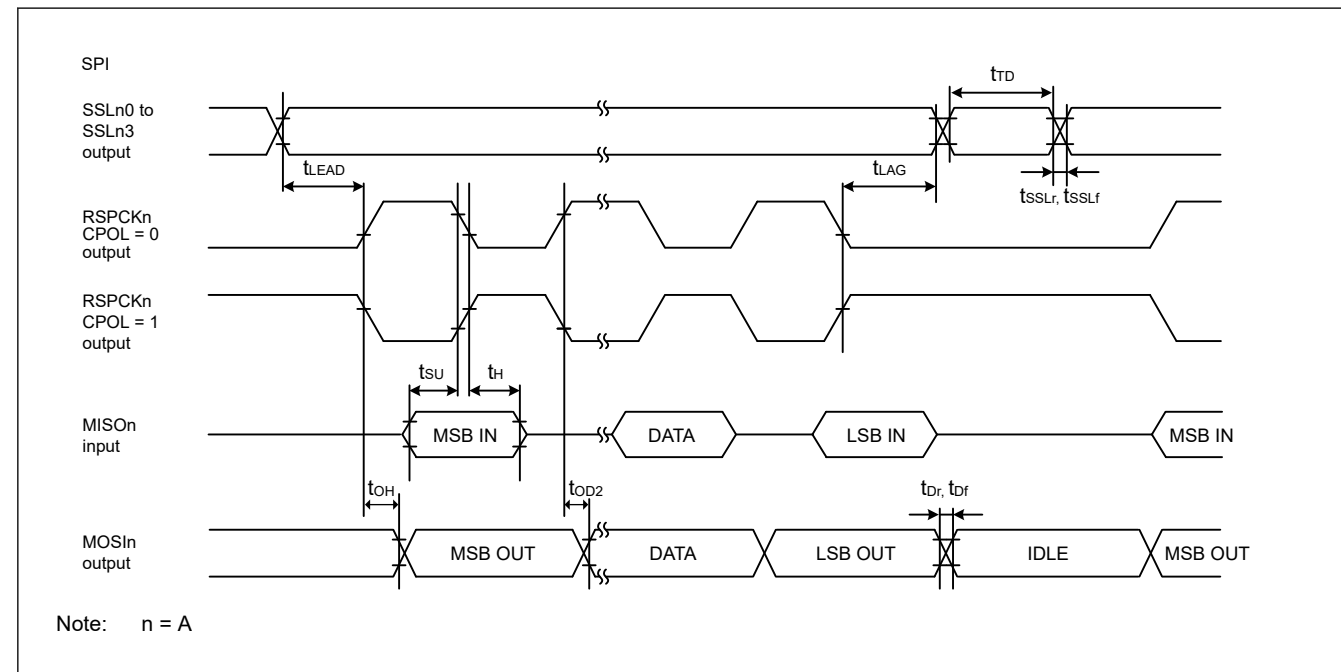 SPI
tTD
SSLn0 to
SSLn3
output
tLEAD
tLAG
tSSLr, tSSLf
RSPCKn
CPOL = 0
output
RSPCKn
CPOL = 1
output
tSU
tH
MISOn
input
MSB IN
DATA
LSB IN
MSB IN
tOH
tOD2
tDr, tDf
MOSIn
output
MSB OUT
DATA
LSB OUT
IDLE
MSB OUT
Note: n = A